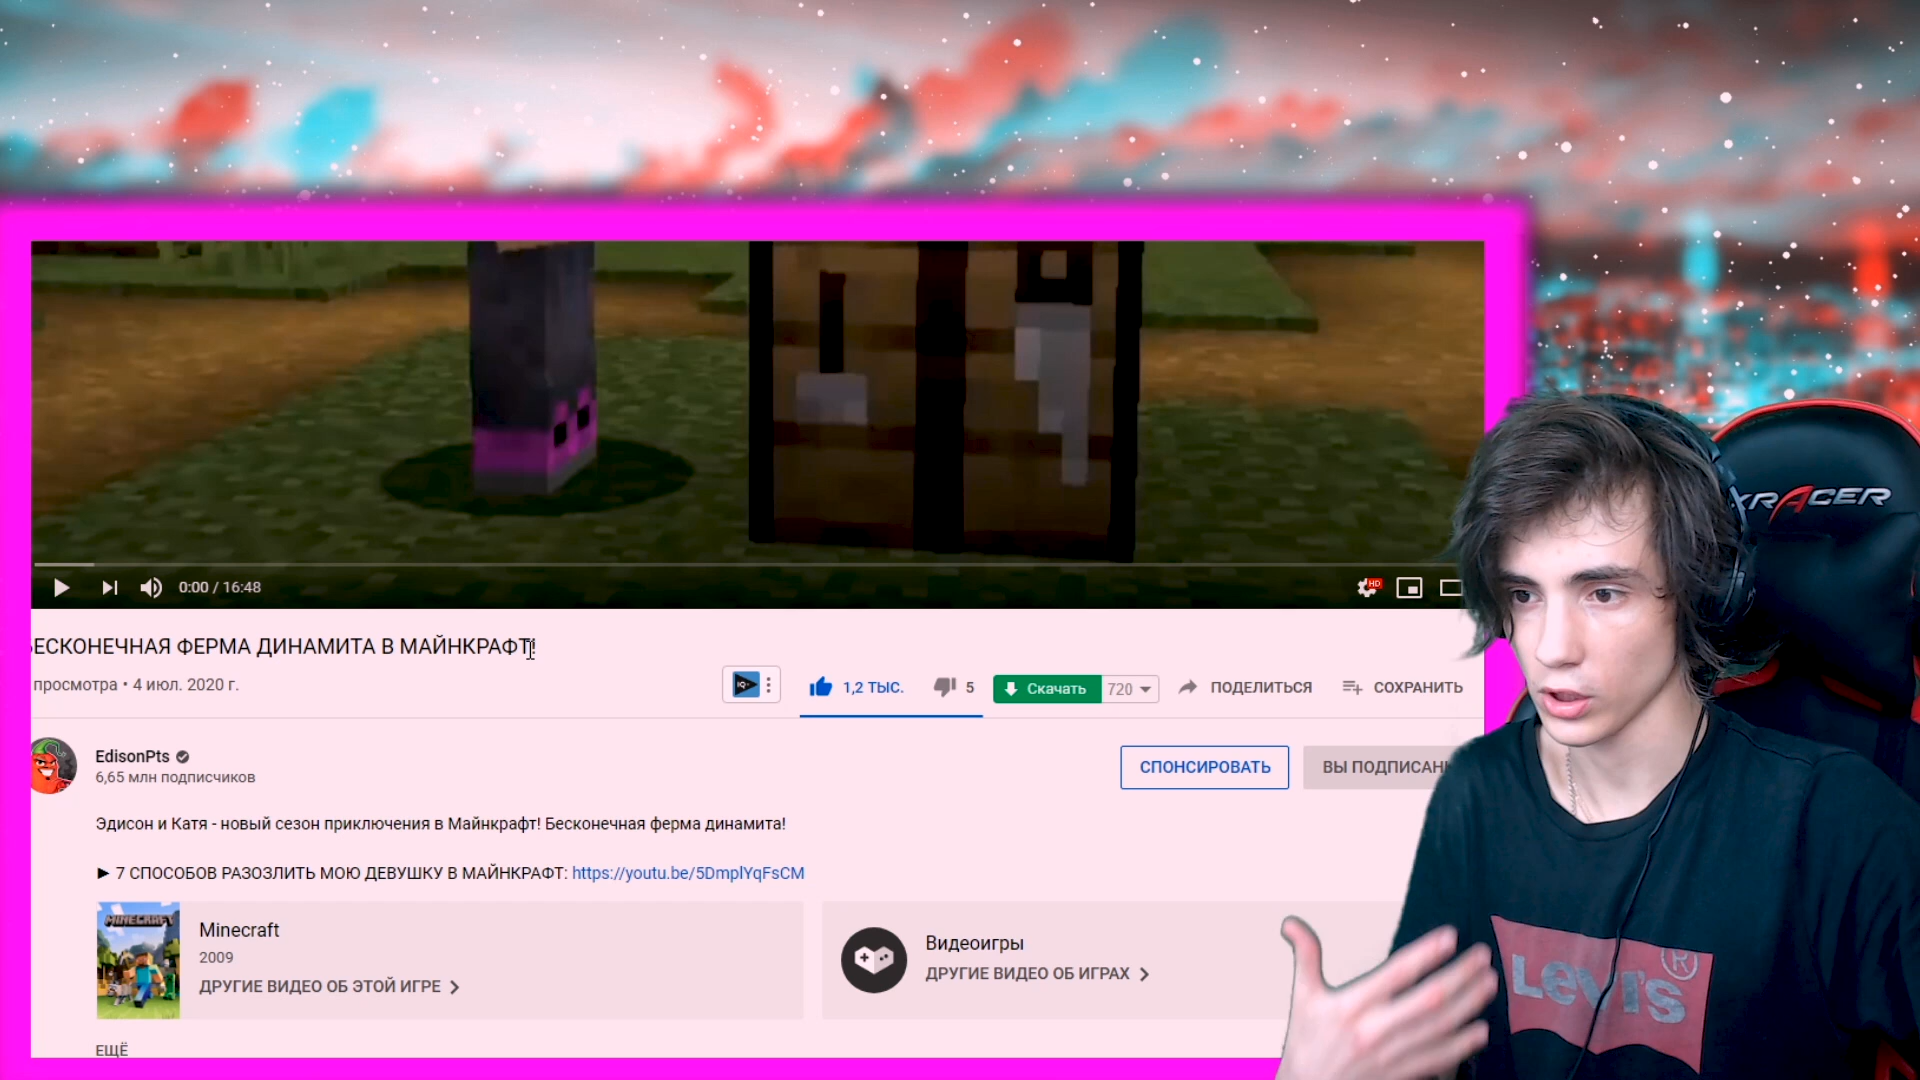 0:00 / 16:48
HD
ЕСКОНЕЧНАЯ ФЕРМА ДИНАМИТА В МАЙНКРАФТ!
просмотра • 4 июл. 2020 г.
1,2 ТЫС.
5
Скачать
720
ПОДЕЛИТЬСЯ
СОХРАНИТЬ
EdisonPts
6,65 млн подписчиков
СПОНСИРОВАТЬ
ВЫ ПОДПИСАН
Эдисон и Катя - новый сезон приключения в Майнкрафт! Бесконечная ферма динамита!
► 7 СПОСОБОВ РАЗОЗЛИТЬ МОЮ ДЕВУШКУ В МАЙНКРАФТ: https://youtu.be/5DmplYqFsCM
MINECRAFT
Minecraft
2009
ДРУГИЕ ВИДЕО ОБ ЭТОЙ ИГРЕ
Видеоигры
ДРУГИЕ ВИДЕО ОБ ИГРАХ
ЕЩЁ
XRACER
LEVI'S®